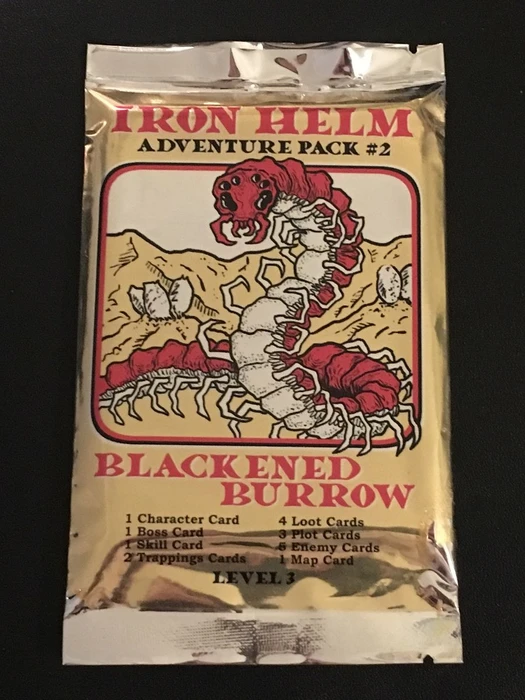 IRON HELM
ADVENTURE PACK #2
BLACKENED
BURROW
1 Character Card 4 Loot Cards
1 Boss Card 3 Plot Cards
1 Skill Card 5 Enemy Cards
2 Trappings Cards 1 Map Card
LEVEL 3